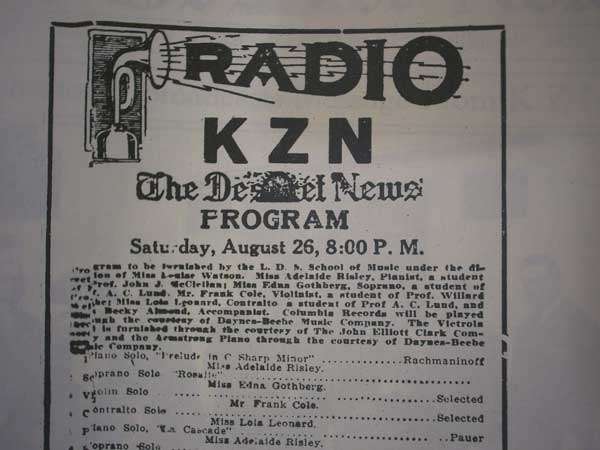 RADIO
KZN
The Deseret News
PROGRAM
Saturday, August 26, 8:00 P. M.
gram to be furnished by the L. D. S. School of Music under the di-
tion of Miss Louise Watson. Miss Adelaide Risley, Pianist, a student
Prof. John J. McClellan; Miss Edna Gothberg, Soprano, a student of
A. C. Lund. Mr. Frank Cole, Violinist, a student of Prof. Willard
Miss Lola Leonard, Contralto a student of Prof A. C. Lund, and
Becky Almond, Accompanist. Columbia Records will be played
the courtesy of Daynes-Beebe Music Company. The Victrola
is furnished through the courtesy of The John Elliott Clark Com-
y and the Armstrong Piano through the courtesy of Daynes-Beebe
sic Company.
Piano Solo, "Prelude in C Sharp Minor" Rachmaninoff
Miss Adelaide Risley.
Soprano Solo "Rosalie"
Miss Edna Gothberg.
Violin Solo Selected
Mr. Frank Cole.
Contralto Solo Selected
Miss Lola Leonard.
Piano Solo, "La Cascade" Pauer
Miss Adelaide Risley.
Soprano Solo